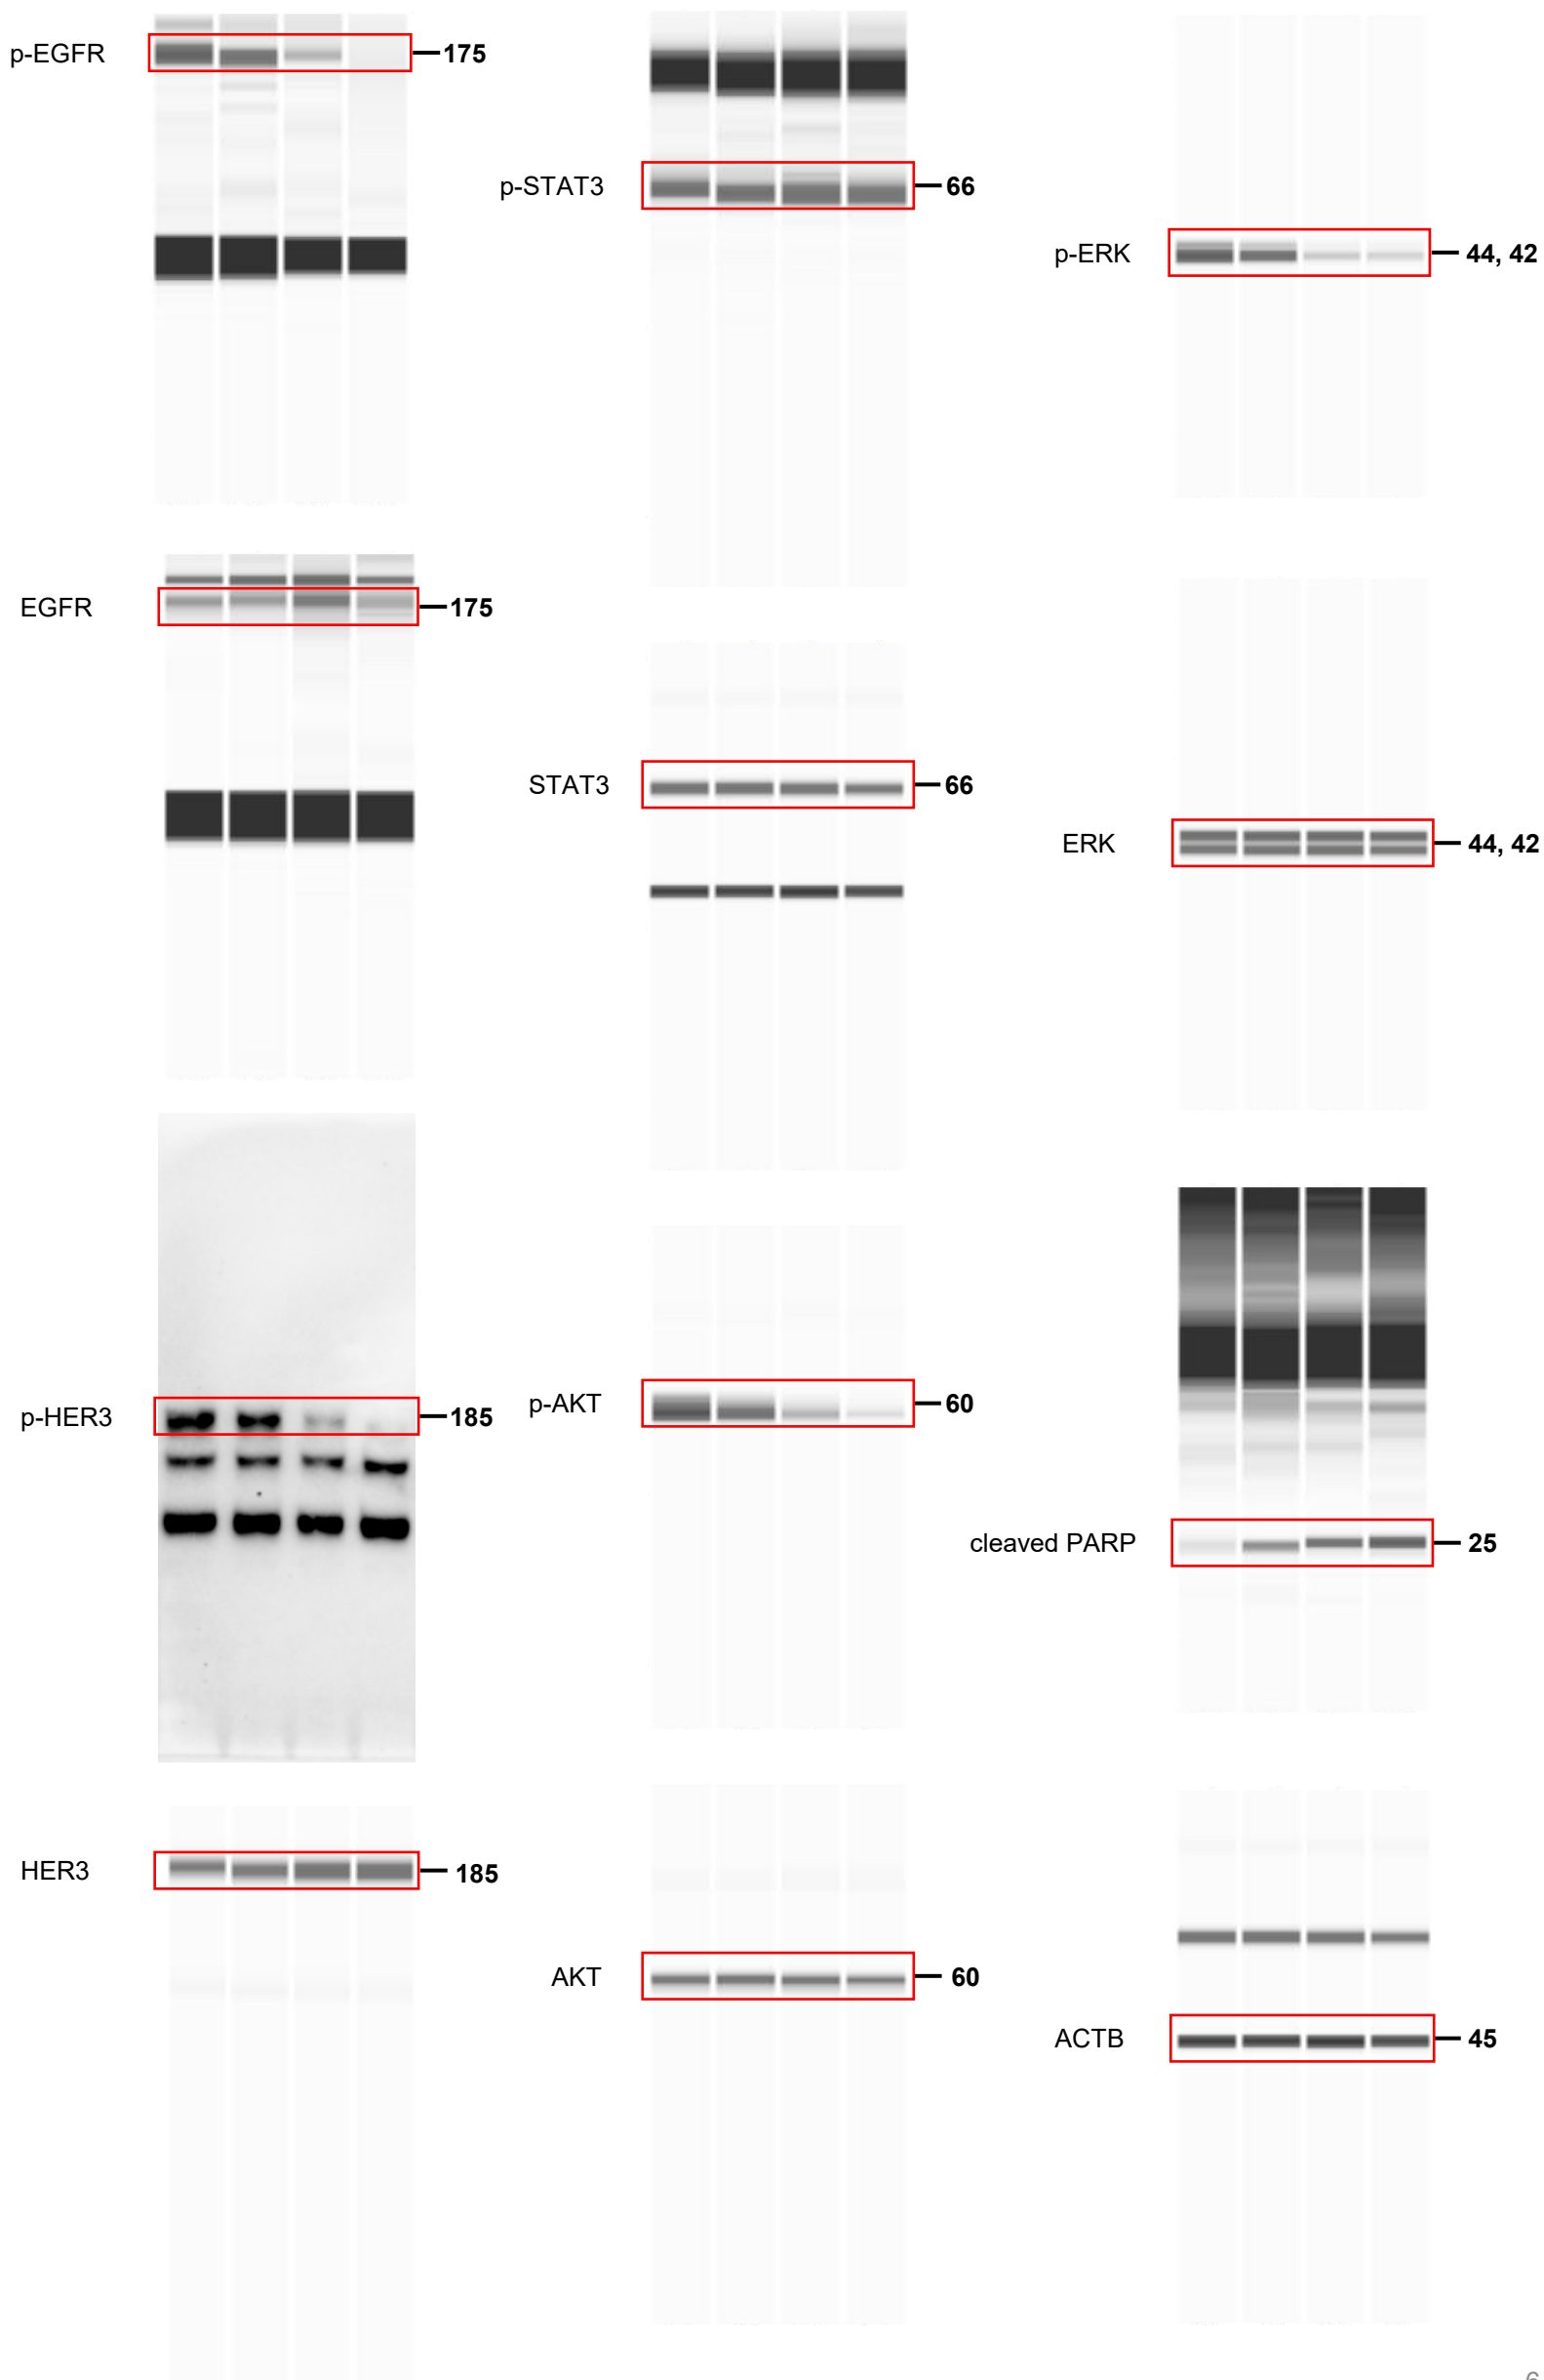 p-EGFR
175
EGFR
175
p-HER3
185
HER3
185
p-STAT3
66
STAT3
66
p-AKT
60
AKT
60
p-ERK
44, 42
ERK
44, 42
cleaved PARP
25
ACTB
45